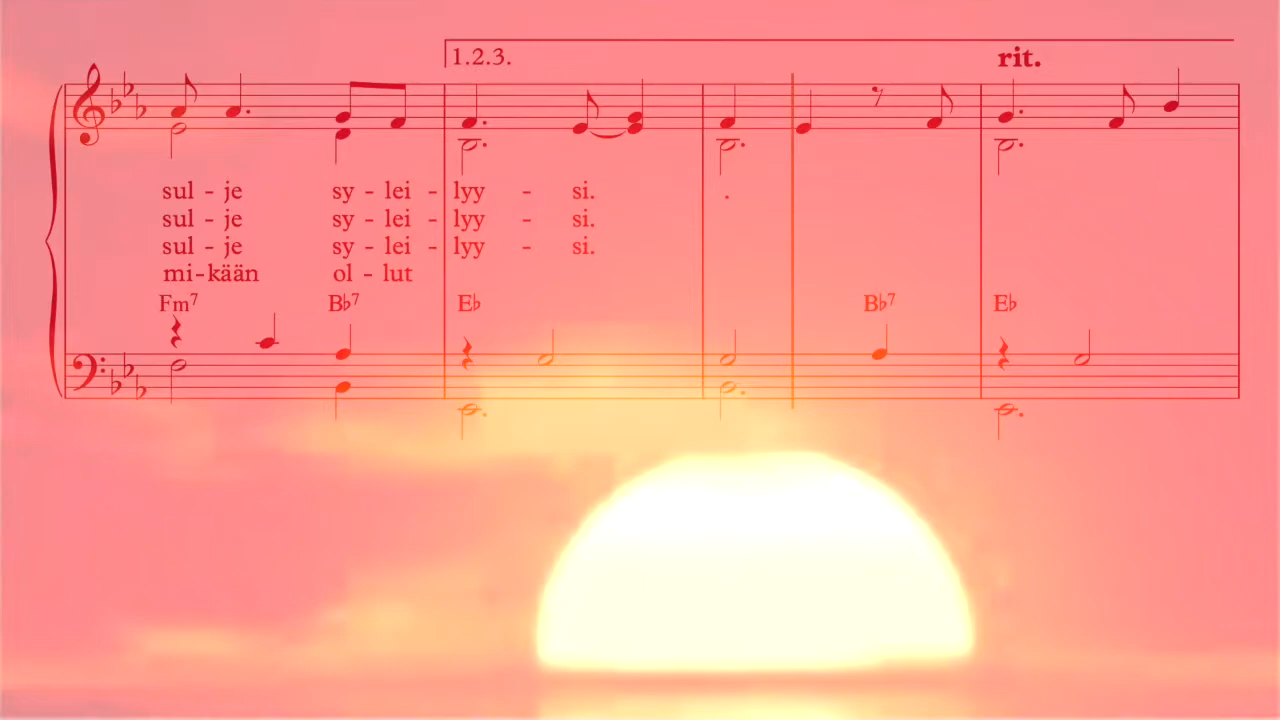 1.2.3.
rit.
sul - je sy - lei - lyy - si. .
sul - je sy - lei - lyy - si.
sul - je sy - lei - lyy - si.
mi-kään ol - lut
Fm7 B♭7 E♭ B♭7 E♭